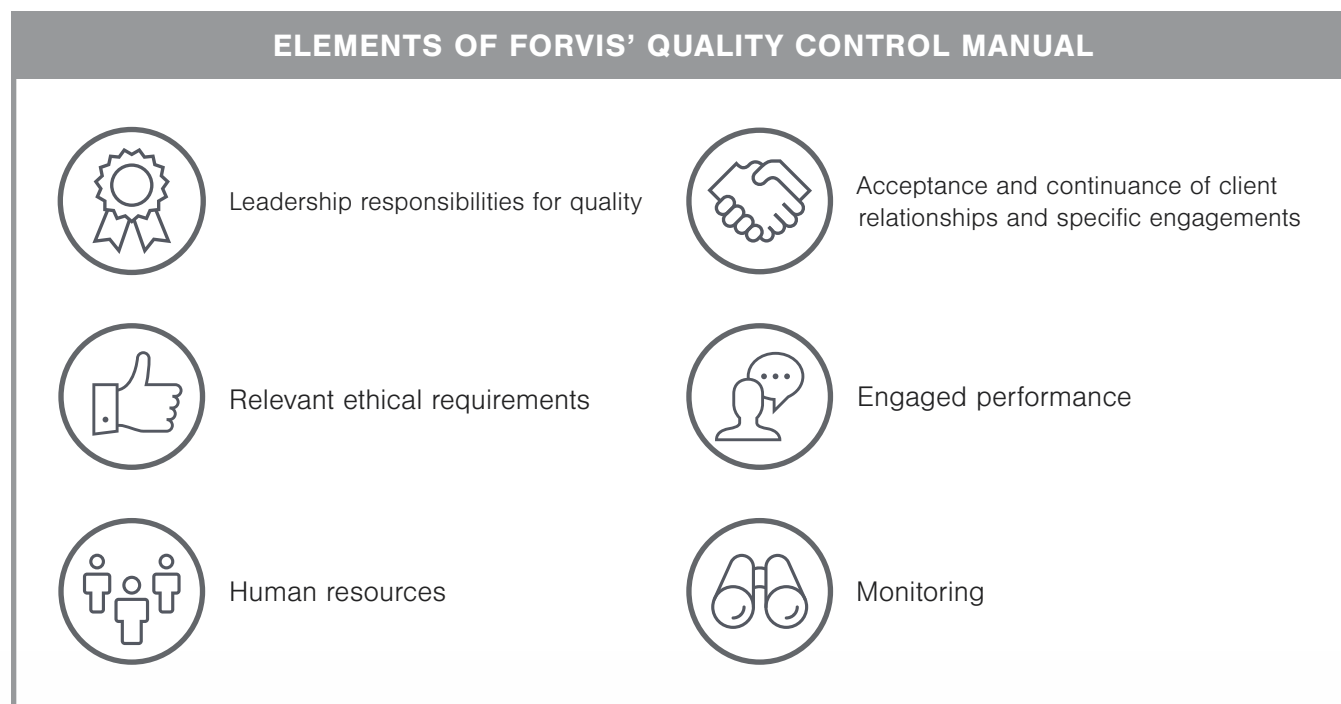 ELEMENTS OF FORVIS’ QUALITY CONTROL MANUAL
Leadership responsibilities for quality
Acceptance and continuance of client
relationships and specific engagements
Relevant ethical requirements
Engaged performance
Human resources
Monitoring